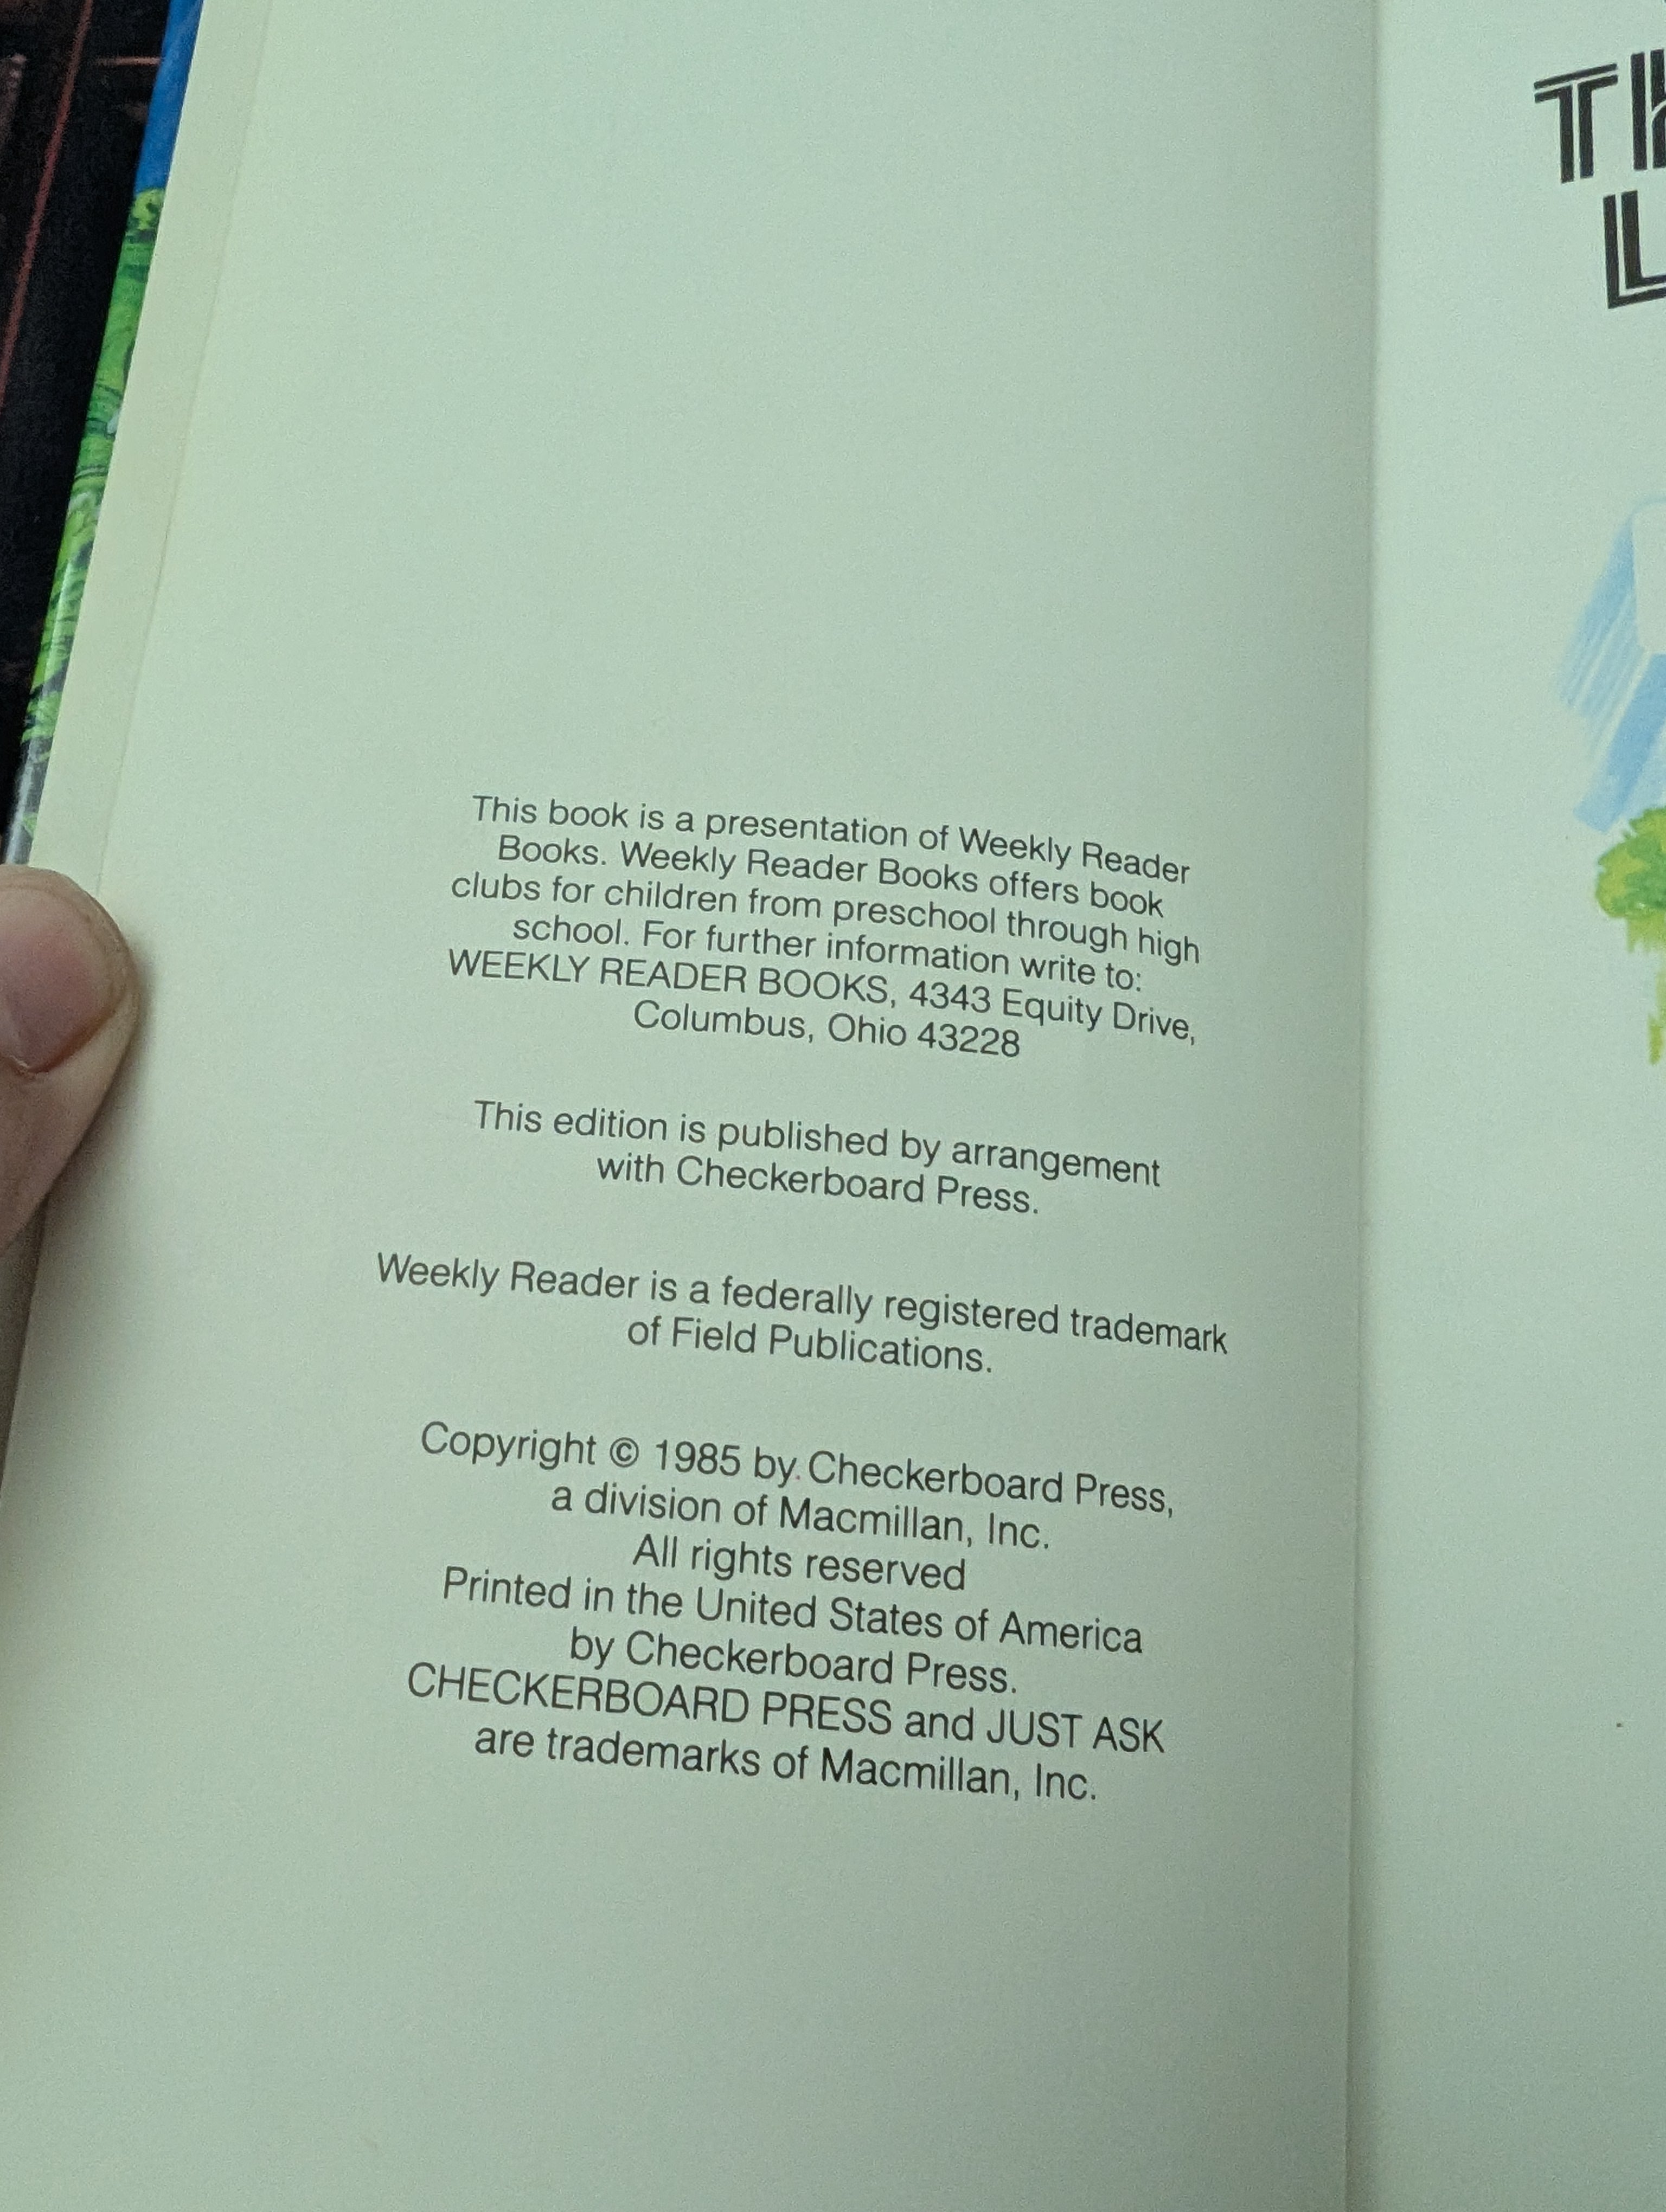 This book is a presentation of Weekly Reader
Books. Weekly Reader Books offers book
clubs for children from preschool through high
school. For further information write to:
WEEKLY READER BOOKS, 4343 Equity Drive,
Columbus, Ohio 43228
This edition is published by arrangement
with Checkerboard Press.
Weekly Reader is a federally registered trademark
of Field Publications.
Copyright © 1985 by Checkerboard Press,
a division of Macmillan, Inc.
All rights reserved
Printed in the United States of America
by Checkerboard Press.
CHECKERBOARD PRESS and JUST ASK
are trademarks of Macmillan, Inc.